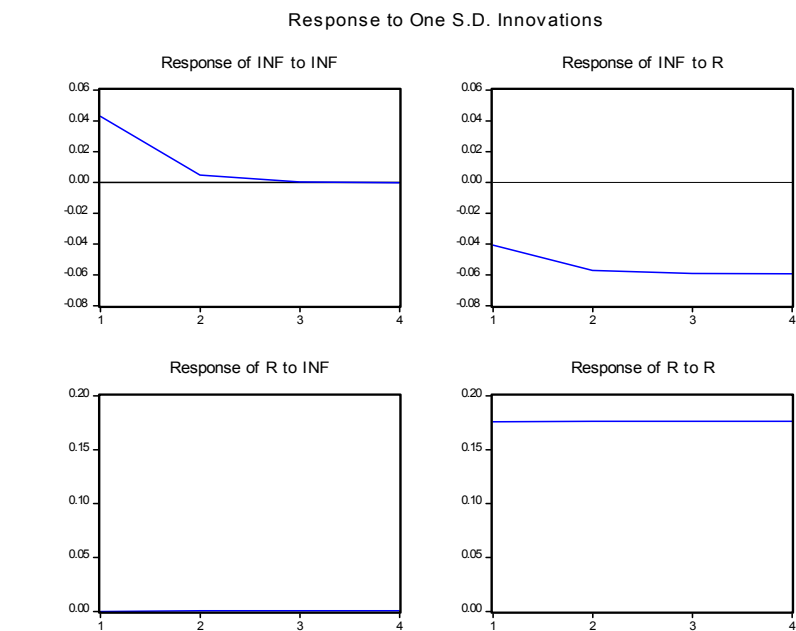 Response to One S.D. Innovations
Response of INF to INF
0.06
0.04
0.02
0.00
-0.02
-0.04
-0.06
-0.08
1 2 3 4
Response of INF to R
0.06
0.04
0.02
0.00
-0.02
-0.04
-0.06
-0.08
1 2 3 4
Response of R to INF
0.20
0.15
0.10
0.05
0.00
1 2 3 4
Response of R to R
0.20
0.15
0.10
0.05
0.00
1 2 3 4